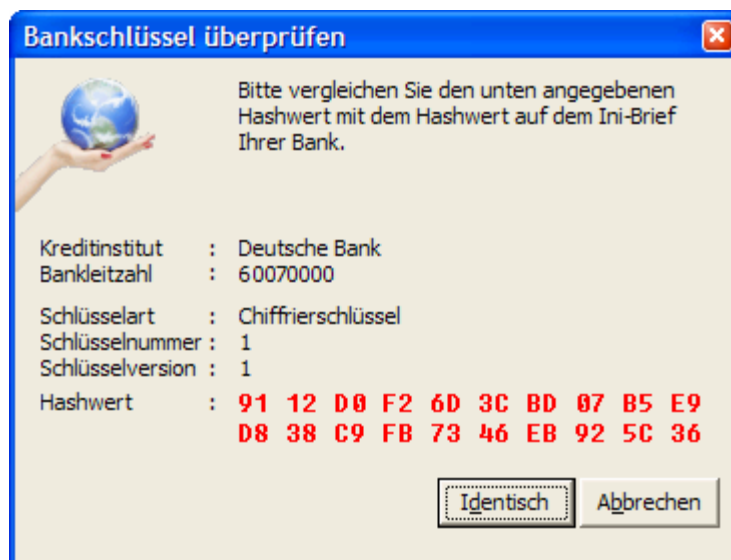 Bankschlüssel überprüfen
Bitte vergleichen Sie den unten angegebenen
Hashwert mit dem Hashwert auf dem Ini-Brief
Ihrer Bank.
Kreditinstitut : Deutsche Bank
Bankleitzahl : 60070000
Schlüsselart : Chiffrierschlüssel
Schlüsselnummer : 1
Schlüsselversion : 1
Hashwert : 91 12 D0 F2 6D 3C BD 07 B5 E9
D8 38 C9 FB 73 46 EB 92 5C 36
Identisch Abbrechen